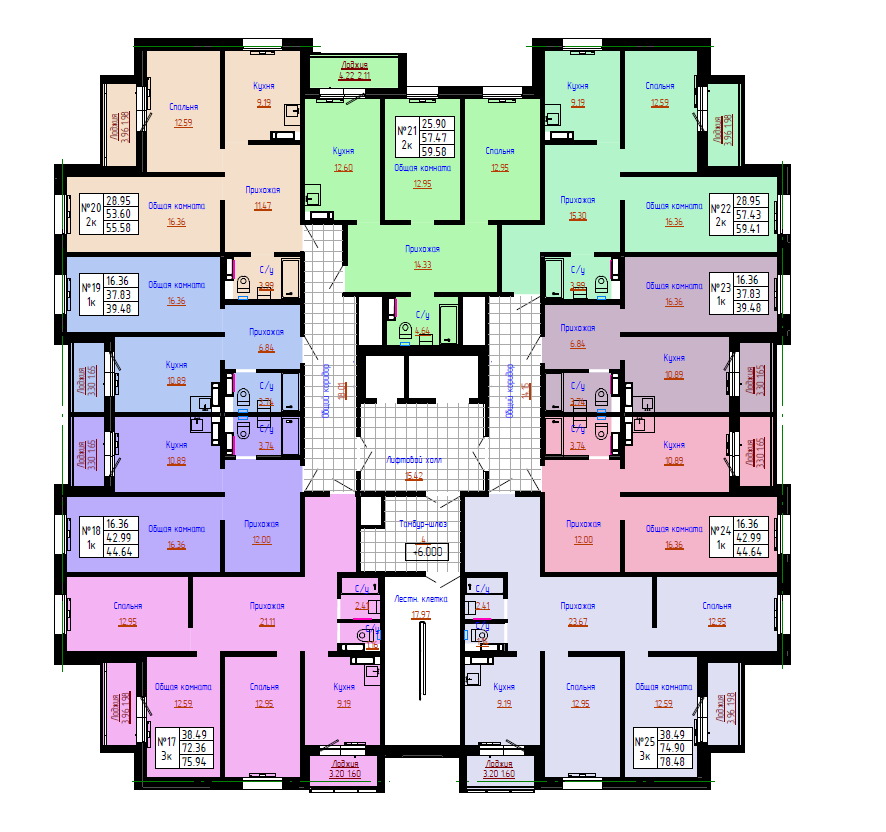 Лоджия
4.22 2.11
Кухня
9.19
Спальня
12.59
Лоджия
3.96 1.98
Кухня
9.19
Спальня
12.59
Лоджия
3.96 1.98
№21
2к
25.90
57.47
59.58
Кухня
12.60
Общая комната
12.95
Спальня
12.95
Прихожая
11.47
№20
2к
28.95
53.60
55.58
Общая комната
16.36
Прихожая
15.30
Общая комната
16.36
№22
2к
28.95
57.43
59.41
Прихожая
14.33
С/у
3.99
С/у
3.99
№19
1к
16.36
37.83
39.48
Общая комната
16.36
Общая комната
16.36
№23
1к
16.36
37.83
39.48
С/у
4.64
Прихожая
6.84
Прихожая
6.84
Лоджия
3.30 1.65
Кухня
10.89
С/у
3.74
Общий коридор
18.01
Общий коридор
14.15
С/у
3.74
Кухня
10.89
Лоджия
3.30 1.65
Лоджия
3.30 1.65
Кухня
10.89
С/у
3.74
Лифтовой холл
15.42
С/у
3.74
Кухня
10.89
Лоджия
3.30 1.65
№18
1к
16.36
42.99
44.64
Общая комната
16.36
Прихожая
12.00
Тамбур-шлюз
4
+6.000
Прихожая
12.00
Общая комната
16.36
№24
1к
16.36
42.99
44.64
Спальня
12.95
Прихожая
21.11
С/у
2.41
С/у
1.16
Лестн. клетка
17.97
С/у
2.41
С/у
Прихожая
23.67
Спальня
12.95
Лоджия
3.96 1.98
Общая комната
12.59
Спальня
12.95
Кухня
9.19
Кухня
9.19
Спальня
12.95
Общая комната
12.59
Лоджия
3.96 1.98
№17
3к
38.49
72.36
75.94
№25
3к
38.49
74.90
78.48
Лоджия
3.20 1.60
Лоджия
3.20 1.60